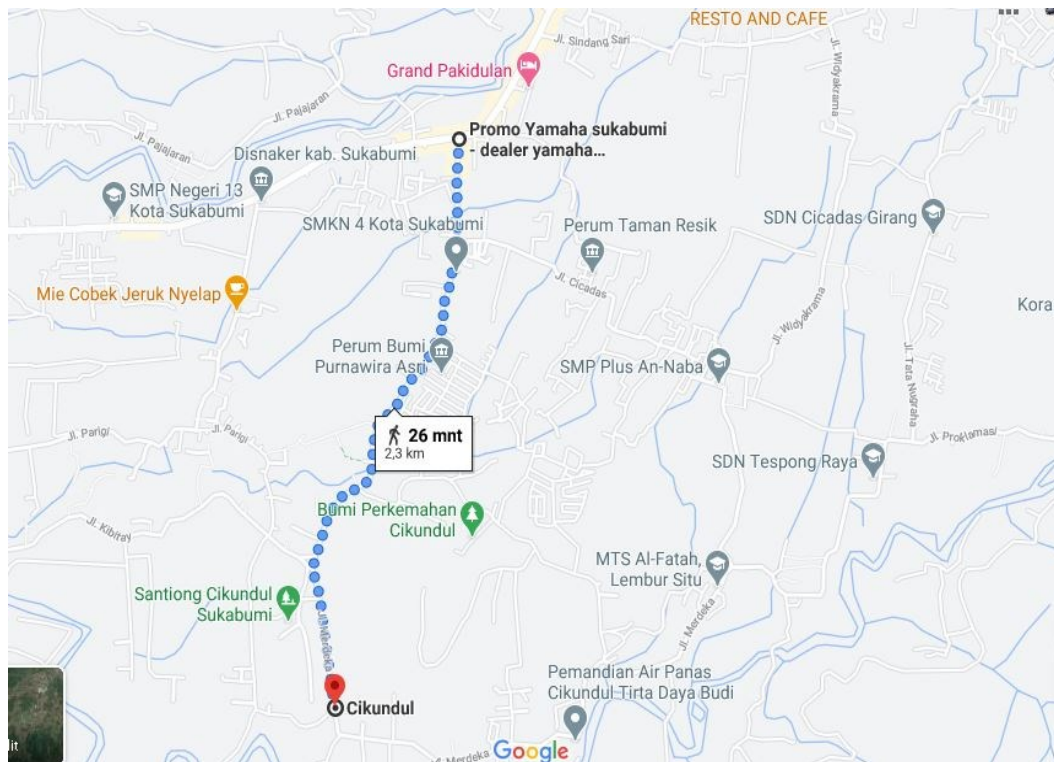 RESTO AND CAFE
Jl. Sindang Sari
Jl. Widyakrama
Grand Pakidulan
Jl. Pajajaran
Promo Yamaha sukabumi
- dealer yamaha...
Jl. Pajajaran
Disnaker kab. Sukabumi
SMP Negeri 13
Kota Sukabumi
SMKN 4 Kota Sukabumi
Perum Taman Resik
SDN Cicadas Girang
Jl. Cicadas
Mie Cobek Jeruk Nyelap
Jl. Widyakrama
Kora
Perum Bumi
Purnawira Asri
SMP Plus An-Naba
Jl. Tata Nugraha
26 mnt
2,3 km
Jl. Parigi
Jl. Parigi
Jl. Proklamasi
SDN Tespong Raya
Bumi Perkemahan
Cikundul
Jl. Kibitay
MTS Al-Fatah,
Lembur Situ
Santiong Cikundul
Sukabumi
Jl. Merdeka
Jl. Merdeka
Pemandian Air Panas
Cikundul Tirta Daya Budi
Cikundul
lit
Google
Jl. Merdeka